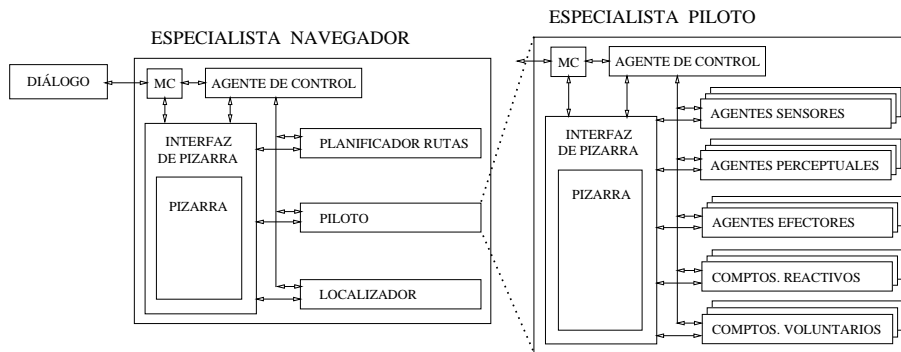 ESPECIALISTA NAVEGADOR
DIÁLOGO
MC
AGENTE DE CONTROL
INTERFAZ
DE PIZARRA
PIZARRA
PLANIFICADOR RUTAS
PILOTO
LOCALIZADOR
ESPECIALISTA PILOTO
MC
AGENTE DE CONTROL
INTERFAZ
DE PIZARRA
PIZARRA
AGENTES SENSORES
AGENTES PERCEPTUALES
AGENTES EFECTORES
COMPTOS. REACTIVOS
COMPTOS. VOLUNTARIOS